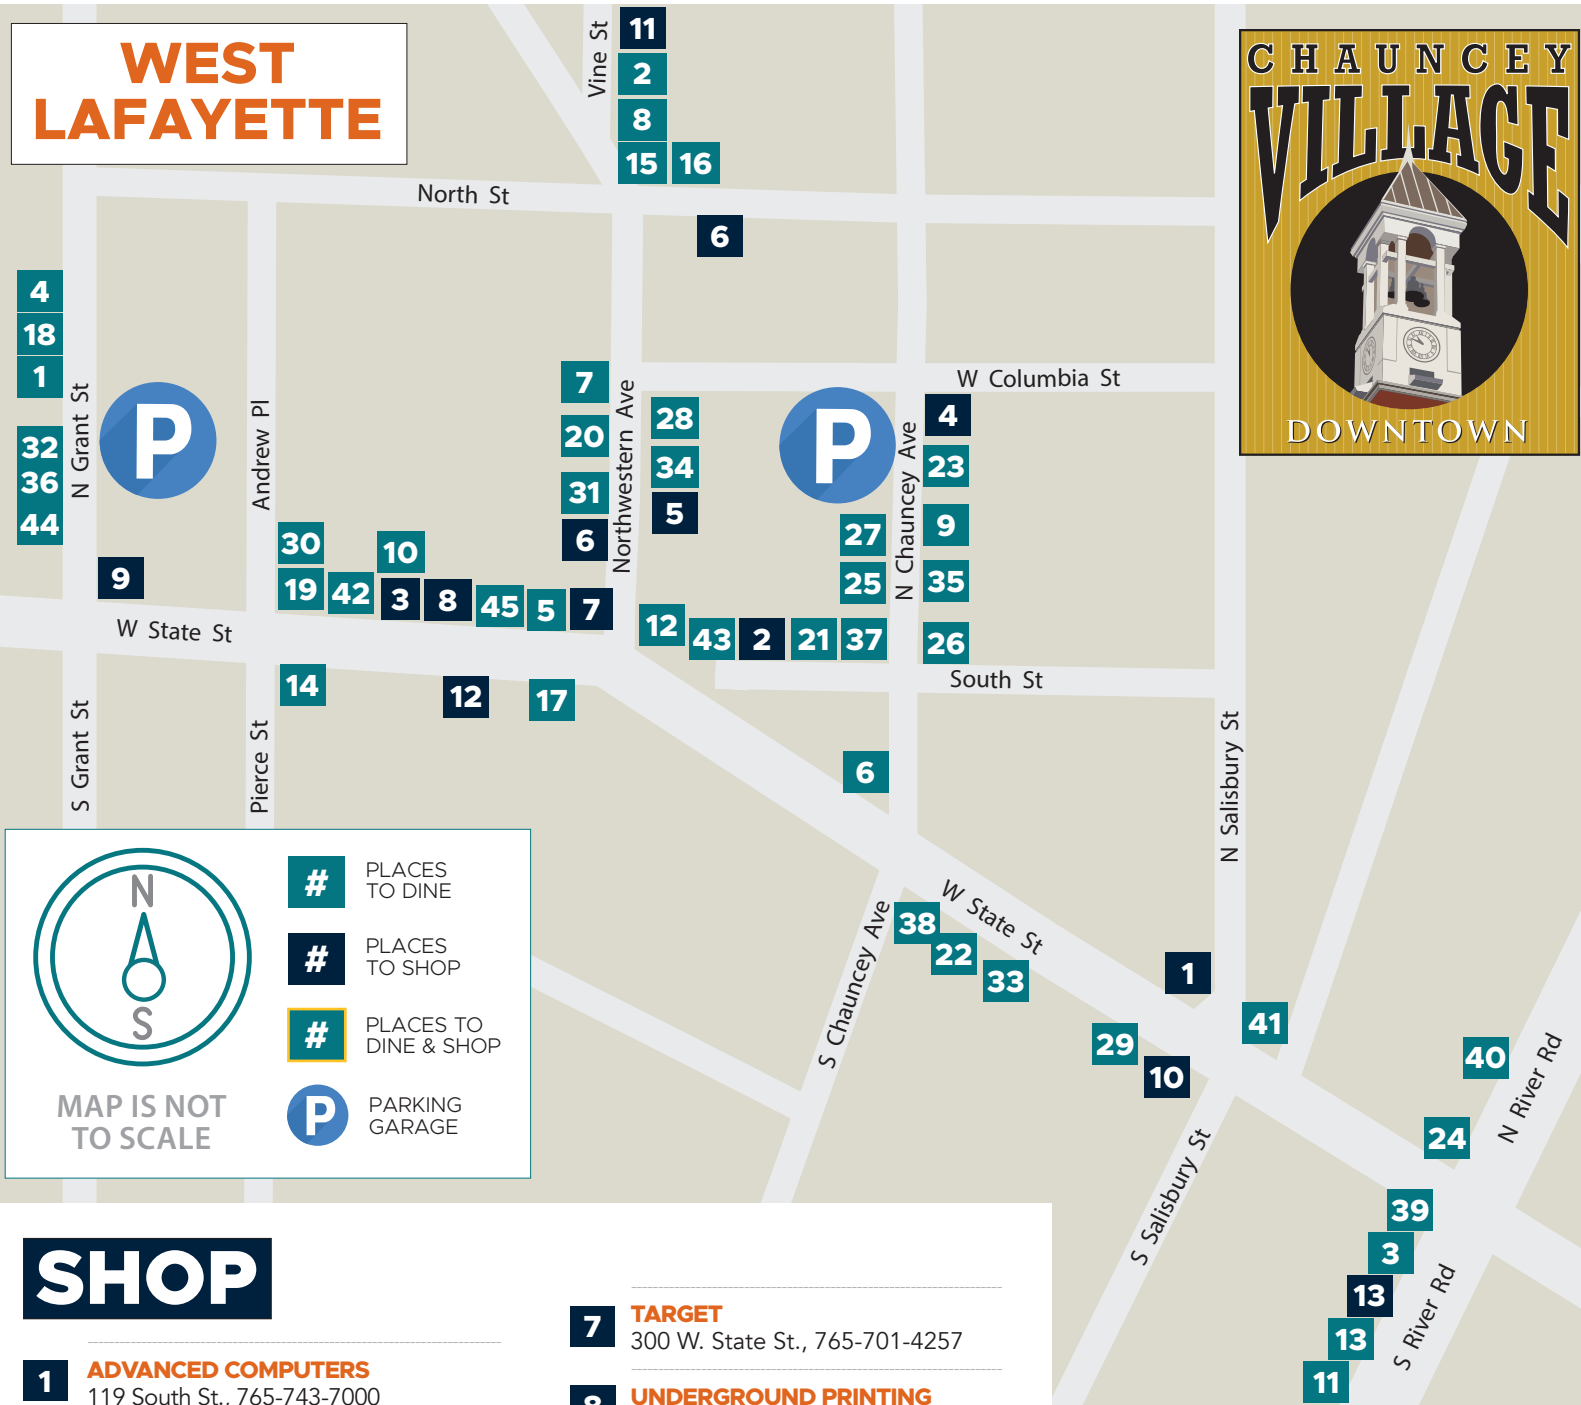 WEST
LAFAYETTE
CHAUNCEY
VILLAGE
DOWNTOWN
Vine St
11
2
8
15
16
North St
6
4
18
1
32
36
44
N Grant St
P
Andrew Pl
7
20
31
6
Northwestern Ave
28
34
5
P
W Columbia St
N Chauncey Ave
4
23
9
35
26
27
25
9
30
10
19
42
3
8
45
5
7
12
43
2
21
37
W State St
South St
14
12
17
S Grant St
Pierce St
6
N Salisbury St
W State St
S Chauncey Ave
38
22
33
1
29
10
41
40
24
N River Rd
S Salisbury St
39
3
13
13
11
S River Rd
N
S
MAP IS NOT
TO SCALE
# PLACES
TO DINE
# PLACES
TO SHOP
# PLACES TO
DINE & SHOP
P PARKING
GARAGE
SHOP
1 ADVANCED COMPUTERS
119 South St., 765-743-7000
7 TARGET
300 W. State St., 765-701-4257
8 UNDERGROUND PRINTING